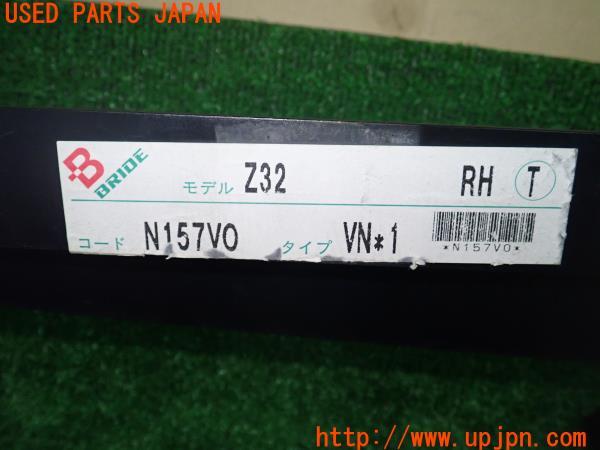 USED PARTS JAPAN
B
BRIDE
モデル Z32 RH T
コード N157VO タイプ VN*1
*N157VO*
http://www.upjpn.com/